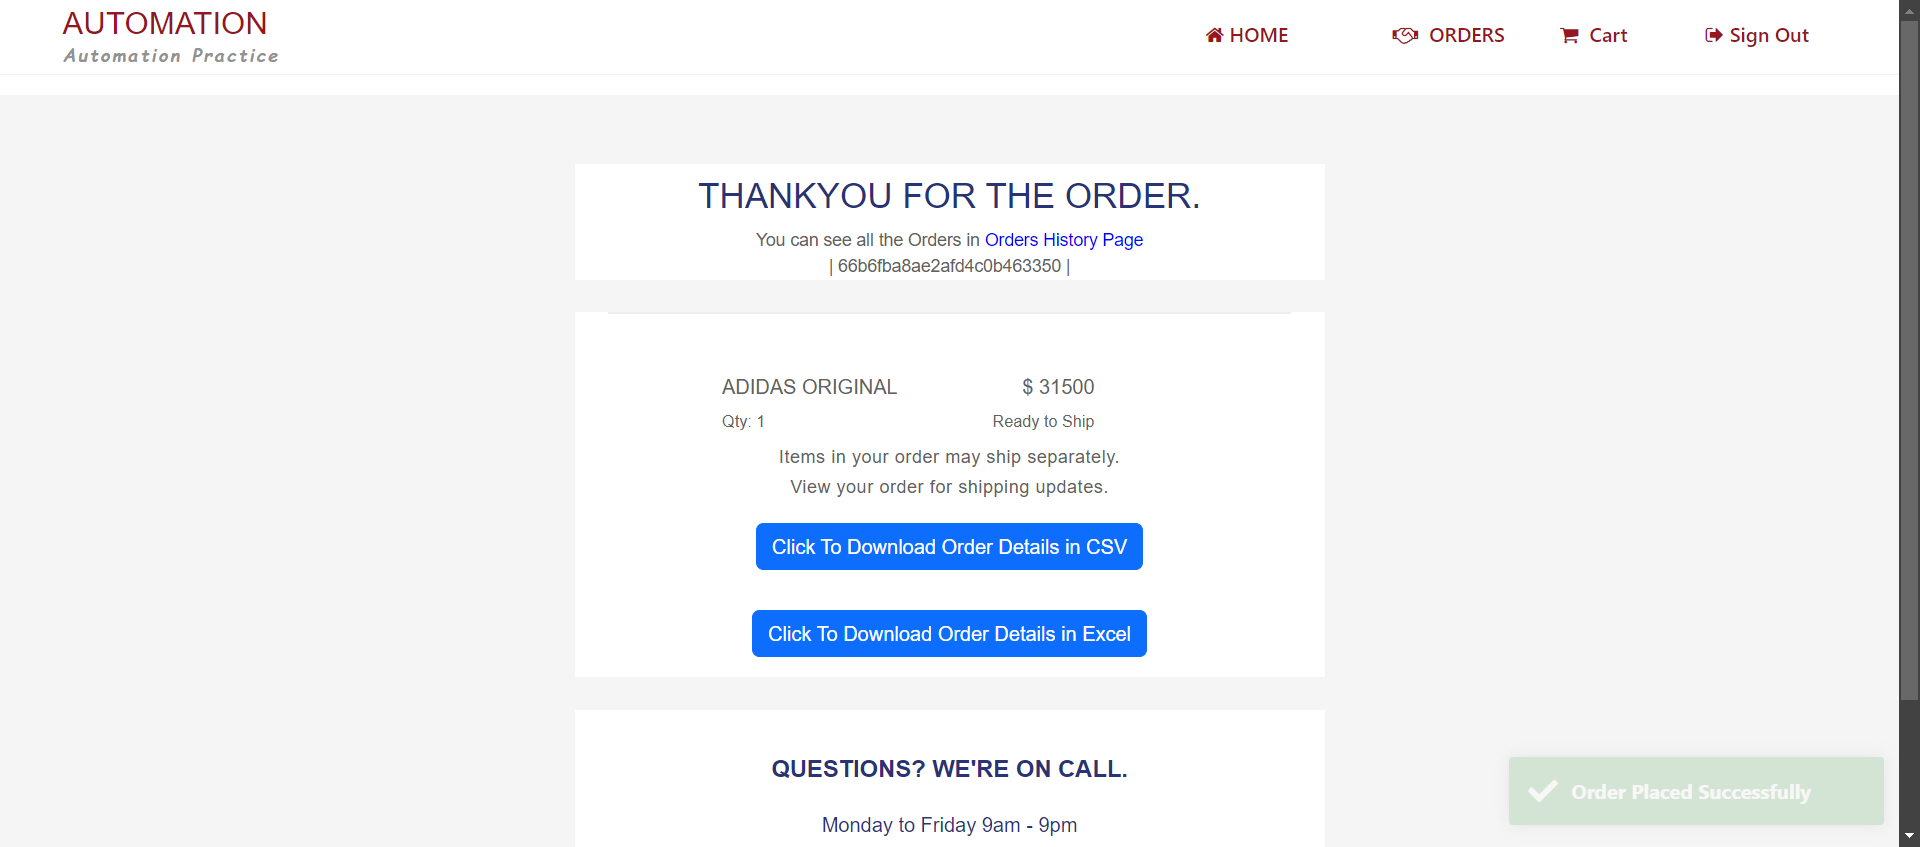 AUTOMATION
Automation Practice
HOME
ORDERS
Cart
Sign Out
THANKYOU FOR THE ORDER.
You can see all the Orders in Orders History Page
| 66b6fba8ae2afd4c0b463350 |
ADIDAS ORIGINAL
$ 31500
Qty: 1
Ready to Ship
Items in your order may ship separately.
View your order for shipping updates.
Click To Download Order Details in CSV
Click To Download Order Details in Excel
QUESTIONS? WE'RE ON CALL.
Monday to Friday 9am - 9pm
Order Placed Successfully